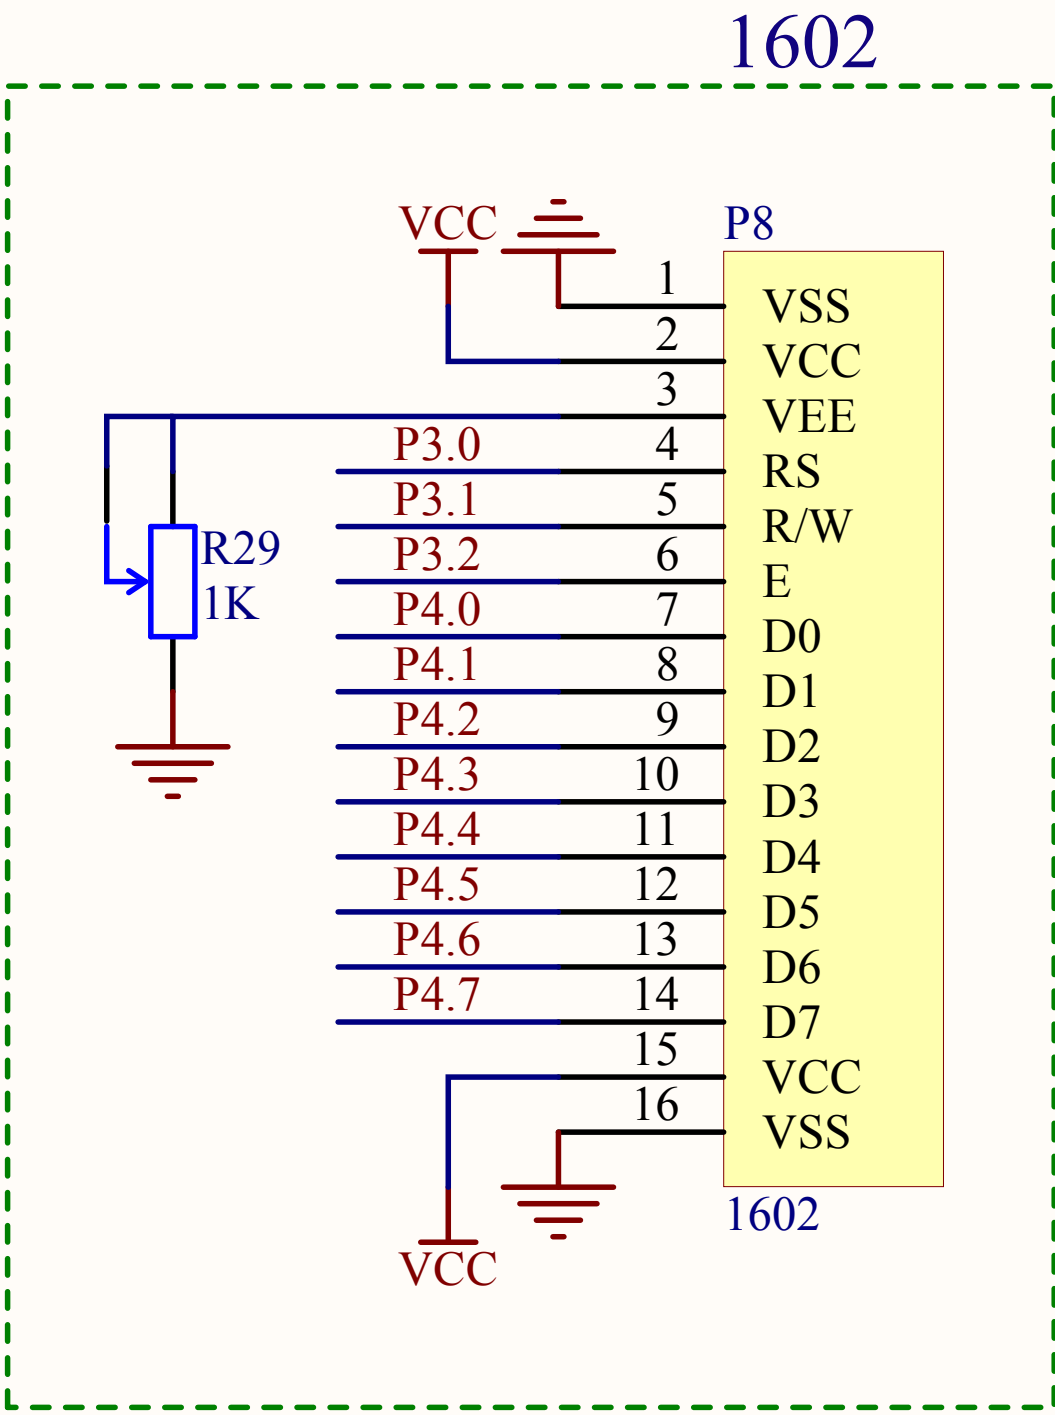 1602
VCC
P8
1 VSS
2 VCC
3 VEE
P3.0 4 RS
P3.1 5 R/W
P3.2 6 E
P4.0 7 D0
P4.1 8 D1
P4.2 9 D2
P4.3 10 D3
P4.4 11 D4
P4.5 12 D5
P4.6 13 D6
P4.7 14 D7
15 VCC
16 VSS
R29
1K
1602
VCC